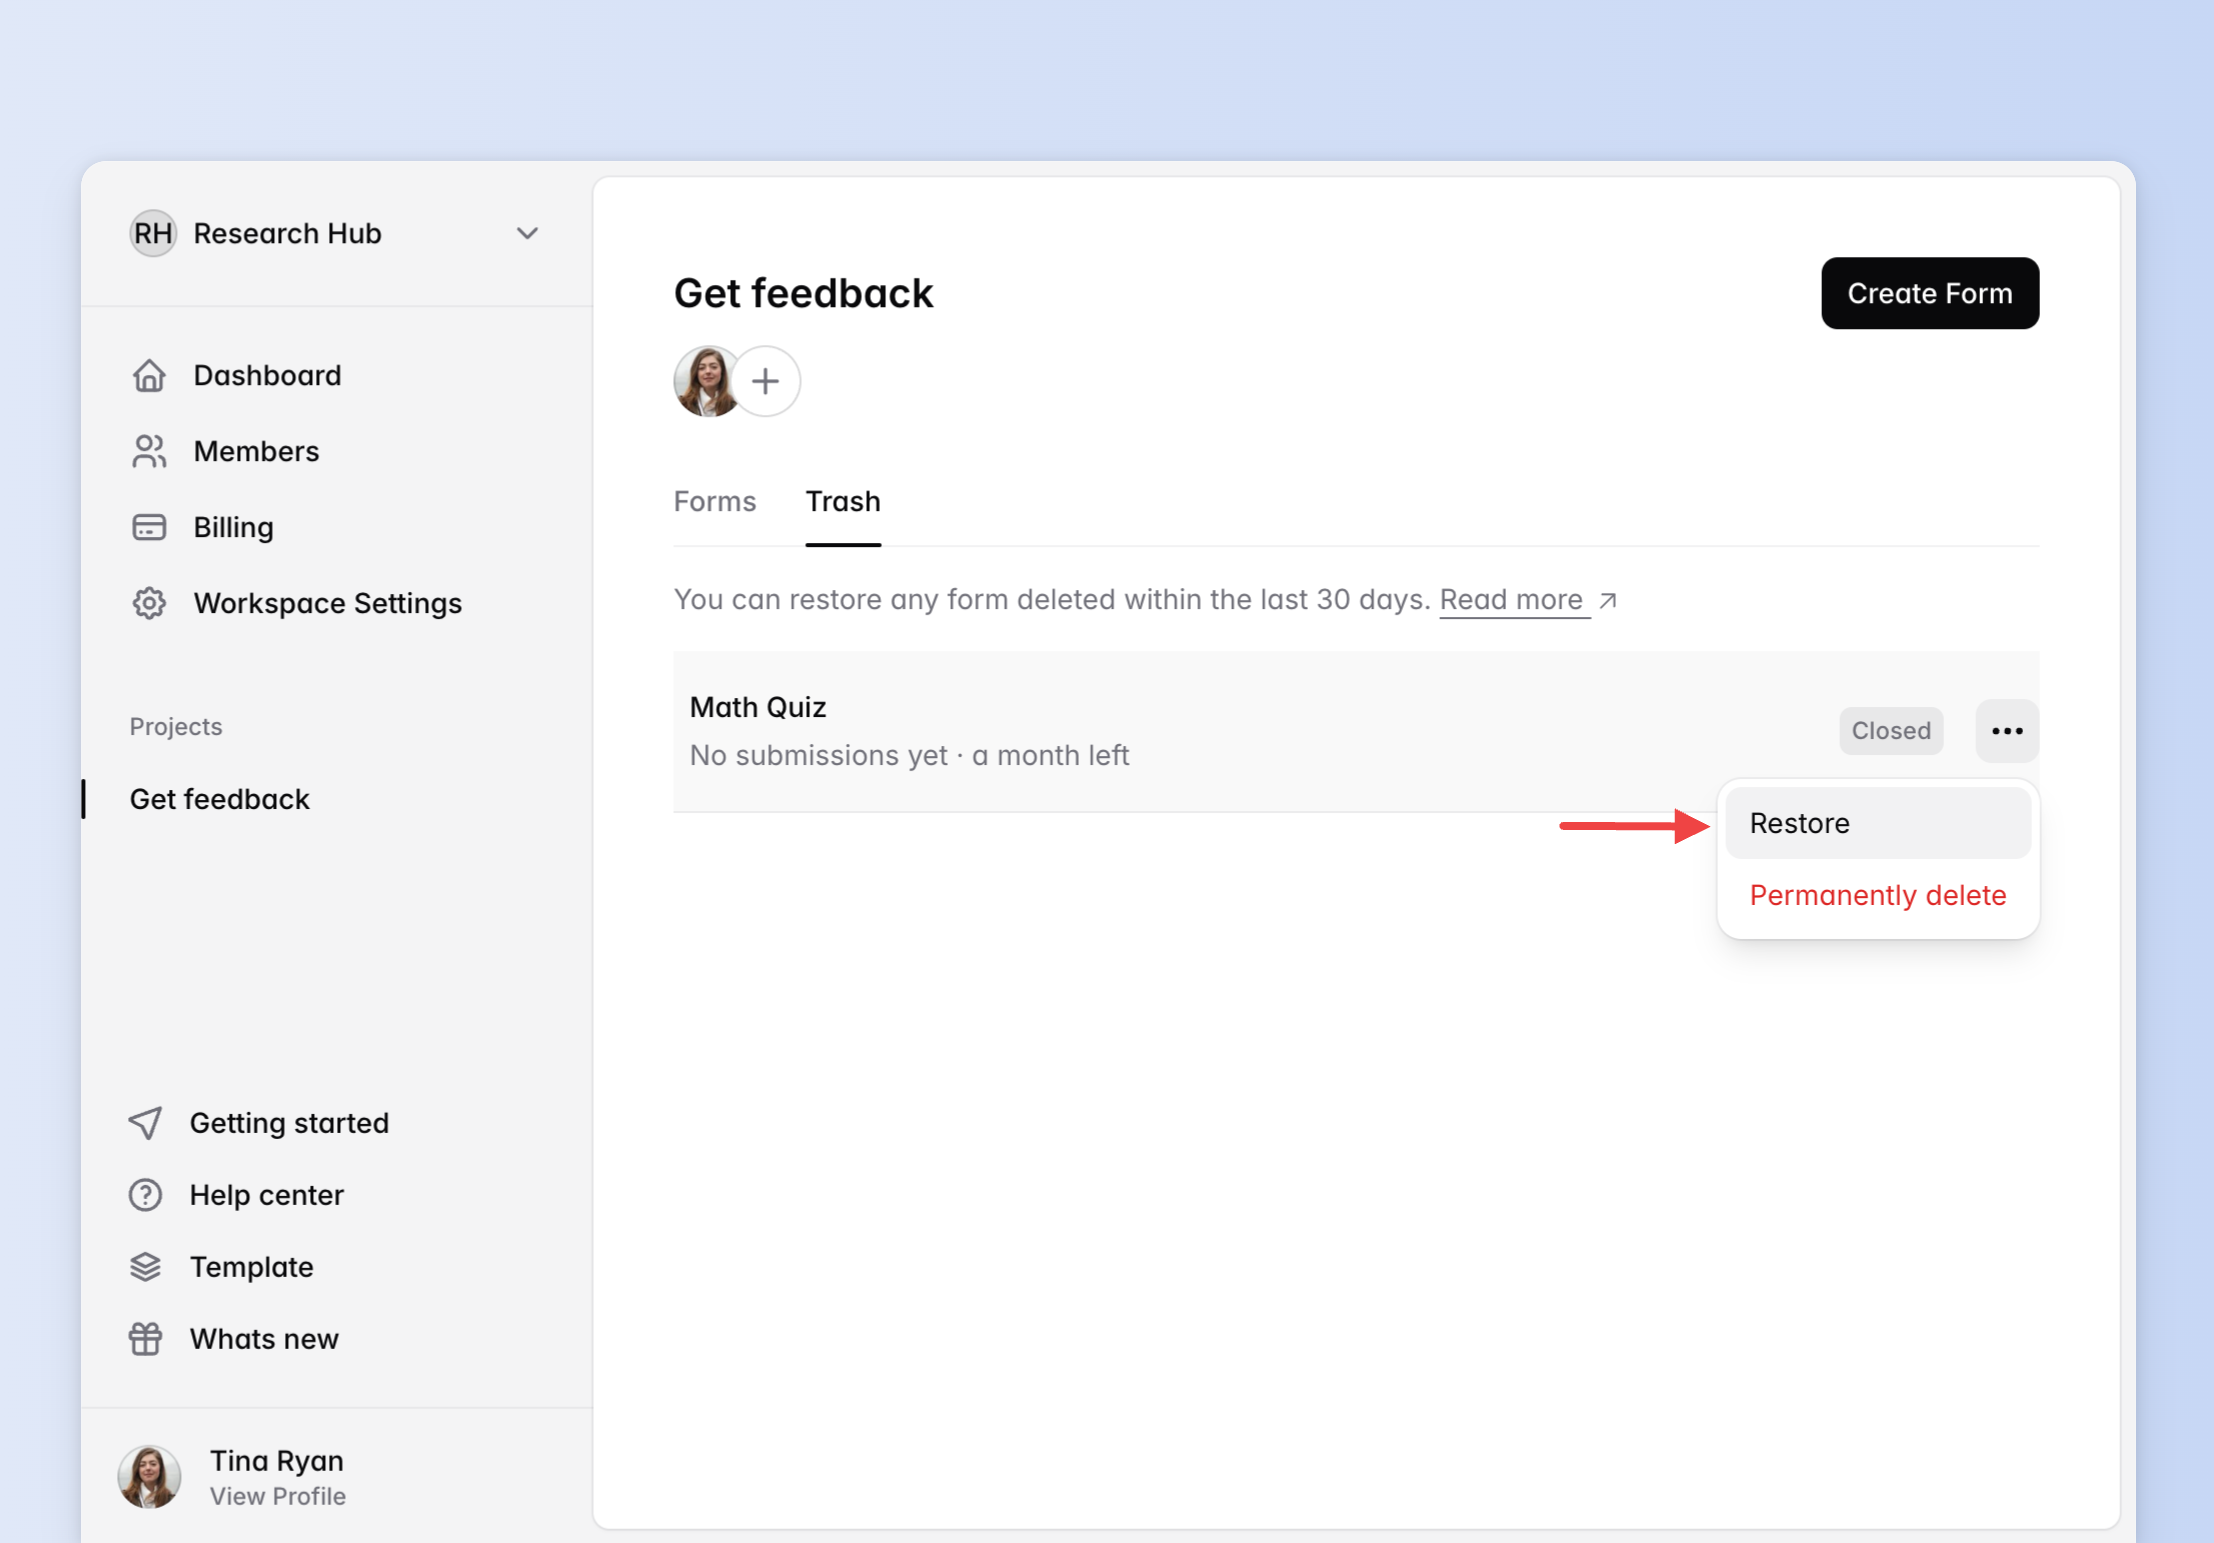 RH Research Hub
Dashboard
Members
Billing
Workspace Settings
Projects
Get feedback
Getting started
Help center
Template
Whats new
Tina Ryan
View Profile
Get feedback
Create Form
Forms Trash
You can restore any form deleted within the last 30 days. Read more
Math Quiz
No submissions yet · a month left
Closed
Restore
Permanently delete